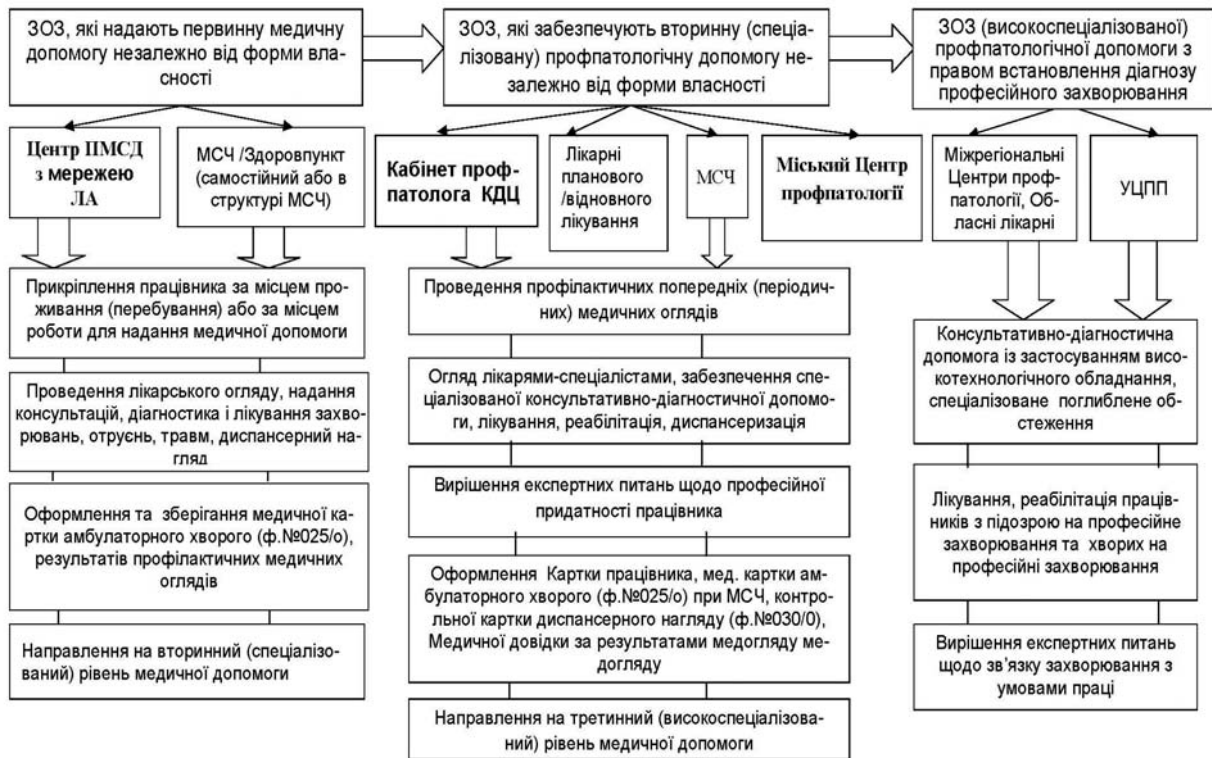 ЗОЗ, які надають первинну медичну
допомогу незалежно від форми вла-
сності
ЗОЗ, які забезпечують вторинну (спеціа-
лізовану) профпатологічну допомогу не-
залежно від форми власності
ЗОЗ (високоспеціалізованої)
профпатологічної допомоги з
правом встановлення діагнозу
професійного захворювання
Центр ПМСД
з мережею
ЛА
МСЧ /Здоровпункт
(самостійний або в
структурі МСЧ)
Кабінет проф-
патолога КДЦ
Лікарні
планового
/відновного
лікування
МСЧ
Міський Центр
профпатології
Міжрегіональні
Центри проф-
патології, Об-
ласні лікарні
УЦПП
Прикріплення працівника за місцем про-
живання (перебування) або за місцем
роботи для надання медичної допомоги
Проведення лікарського огляду, надання
консультацій, діагностика і лікування захво-
рювань, отруєнь, травм, диспансерний на-
гляд
Оформлення та зберігання медичної ка-
ртки амбулаторного хворого (ф.№025/о),
результатів профілактичних медичних
оглядів
Направлення на вторинний (спеціалізо-
ваний) рівень медичної допомоги
Проведення профілактичних попередніх (періодич-
них) медичних оглядів
Огляд лікарями-спеціалістами, забезпечення спе-
ціалізованої консультативно-діагностичної допомо-
ги, лікування, реабілітація, диспансеризація
Вирішення експертних питань щодо професійної
придатності працівника
Оформлення Картки працівника, мед. картки ам-
булаторного хворого (ф.№025/о) при МСЧ, контро-
льної картки диспансерного нагляду (ф.№030/0),
Медичної довідки за результатами медогляду ме-
догляду
Направлення на третинний (високоспеціалізова-
ний) рівень медичної допомоги
Консультативно-діагностична
допомога із застосуванням висо-
котехнологічного обладнання,
спеціалізоване поглиблене об-
стеження
Лікування, реабілітація праців-
ників з підозрою на професійне
захворювання та хворих на
професійні захворювання
Вирішення експертних питань
щодо зв’язку захворювання з
умовами праці